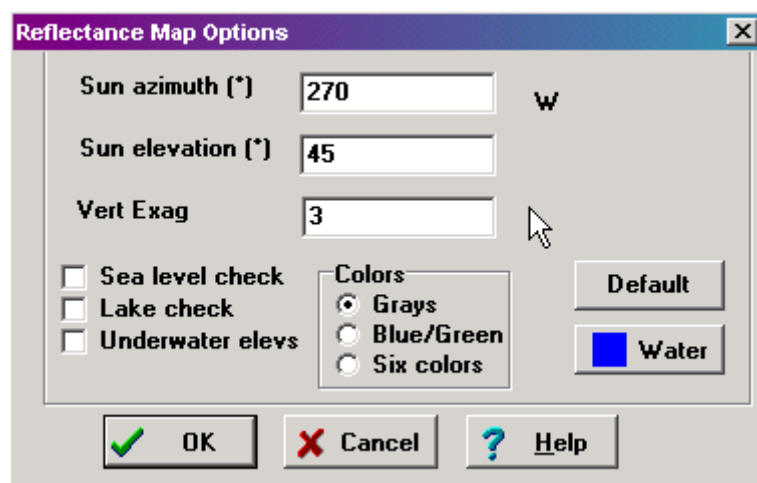 Reflectance Map Options
Sun azimuth (*) 270 W
Sun elevation (*) 45
Vert Exag 3
Sea level check
Lake check
Underwater elevs
Colors
Grays
Blue/Green
Six colors
Default
Water
OK Cancel ? Help